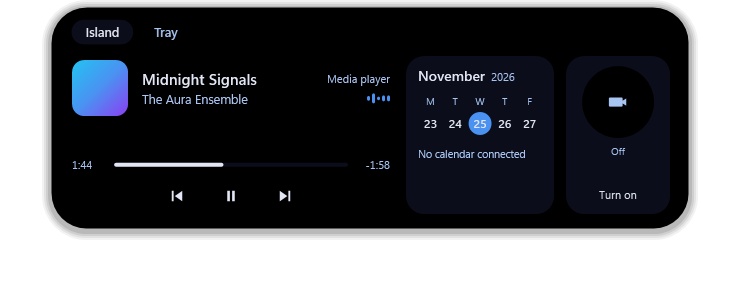 Island
Tray
Midnight Signals
The Aura Ensemble
Media player
1:44
-1:58
November 2026
M T W T F
23 24 25 26 27
No calendar connected
Off
Turn on